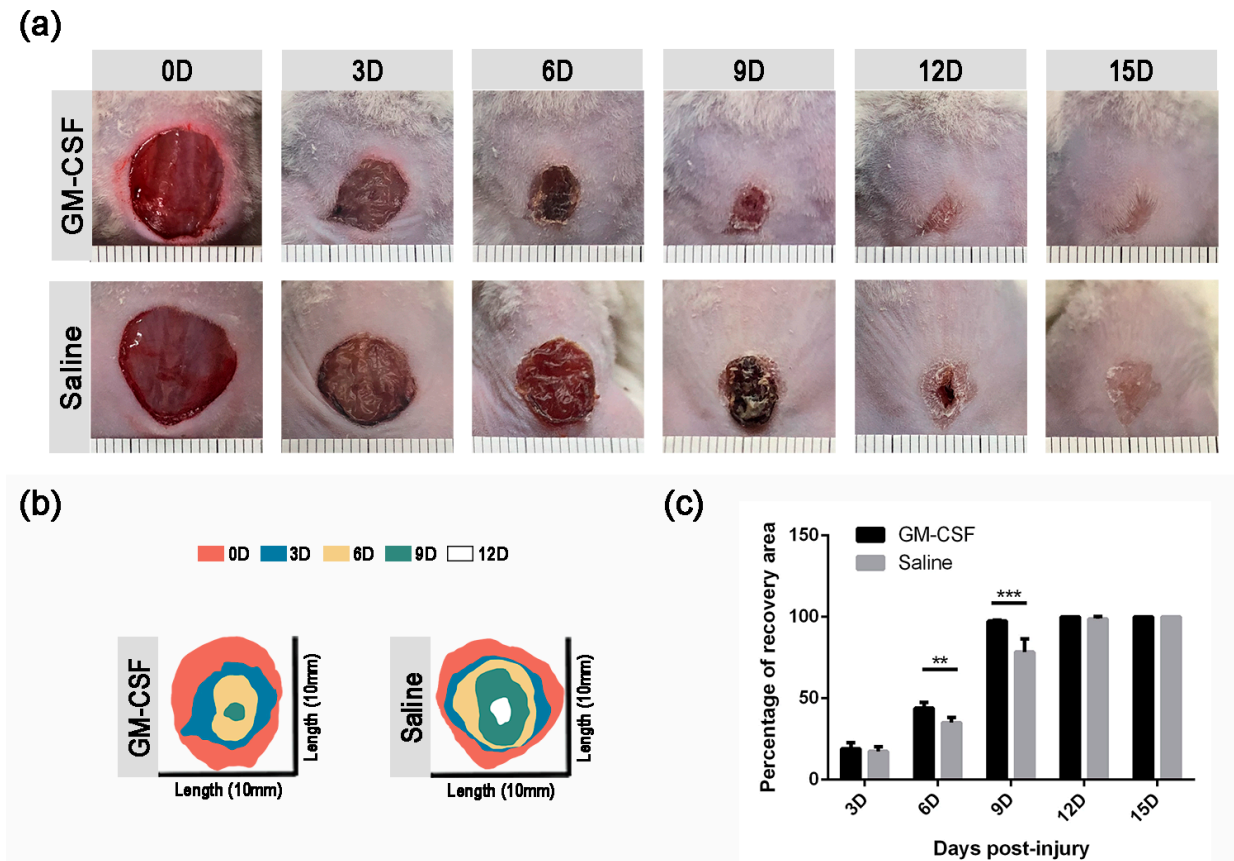 (a)
0D 3D 6D 9D 12D 15D
GM-CSF
Saline
(b)
0D 3D 6D 9D 12D
GM-CSF
Length (10mm)
Length (10mm)
Saline
Length (10mm)
Length (10mm)
(c)
GM-CSF
Saline
Percentage of recovery area
150
100
50
0
**
***
3D 6D 9D 12D 15D
Days post-injury